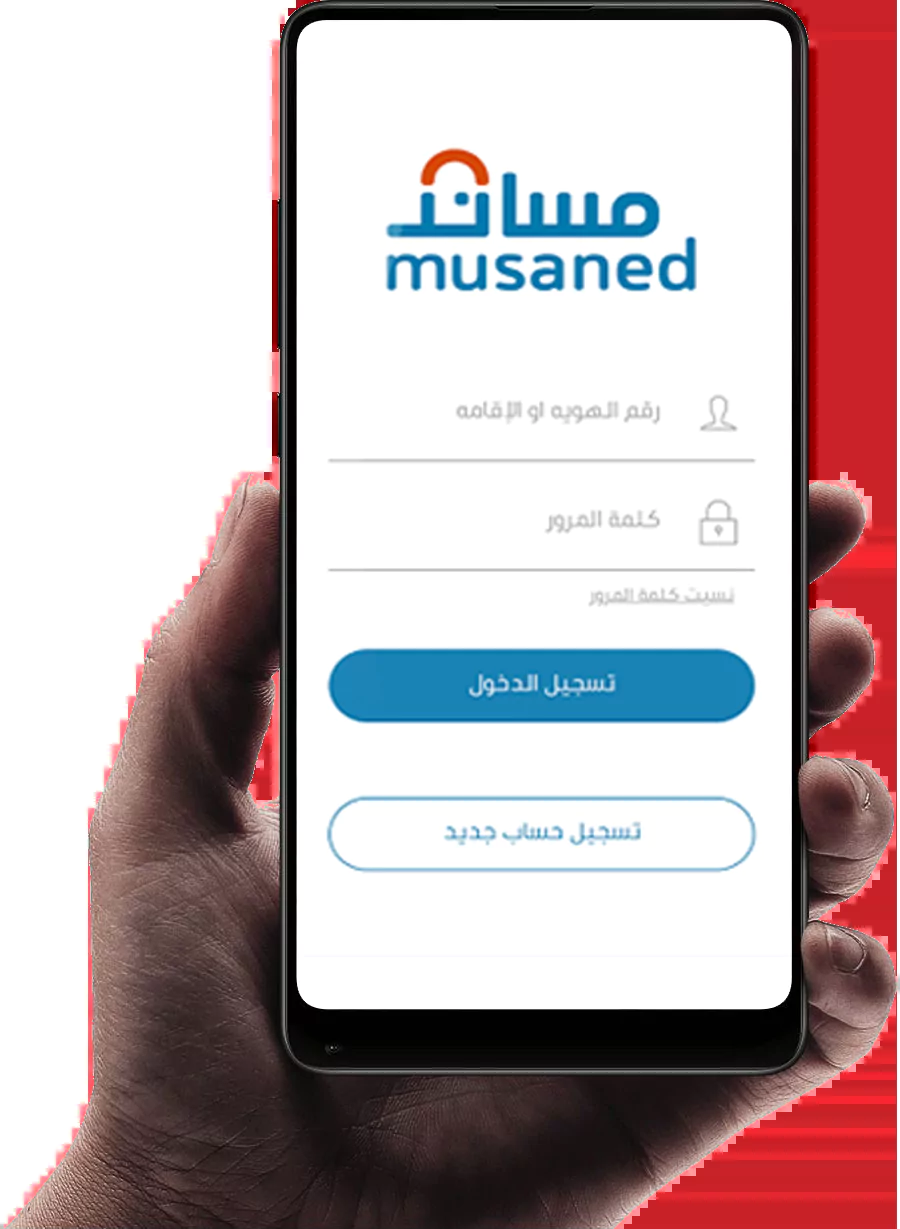 مساند
musaned
رقم الهويه او الإقامه
كلمة المرور
نسيت كلمة المرور
تسجيل الدخول
تسجيل حساب جديد